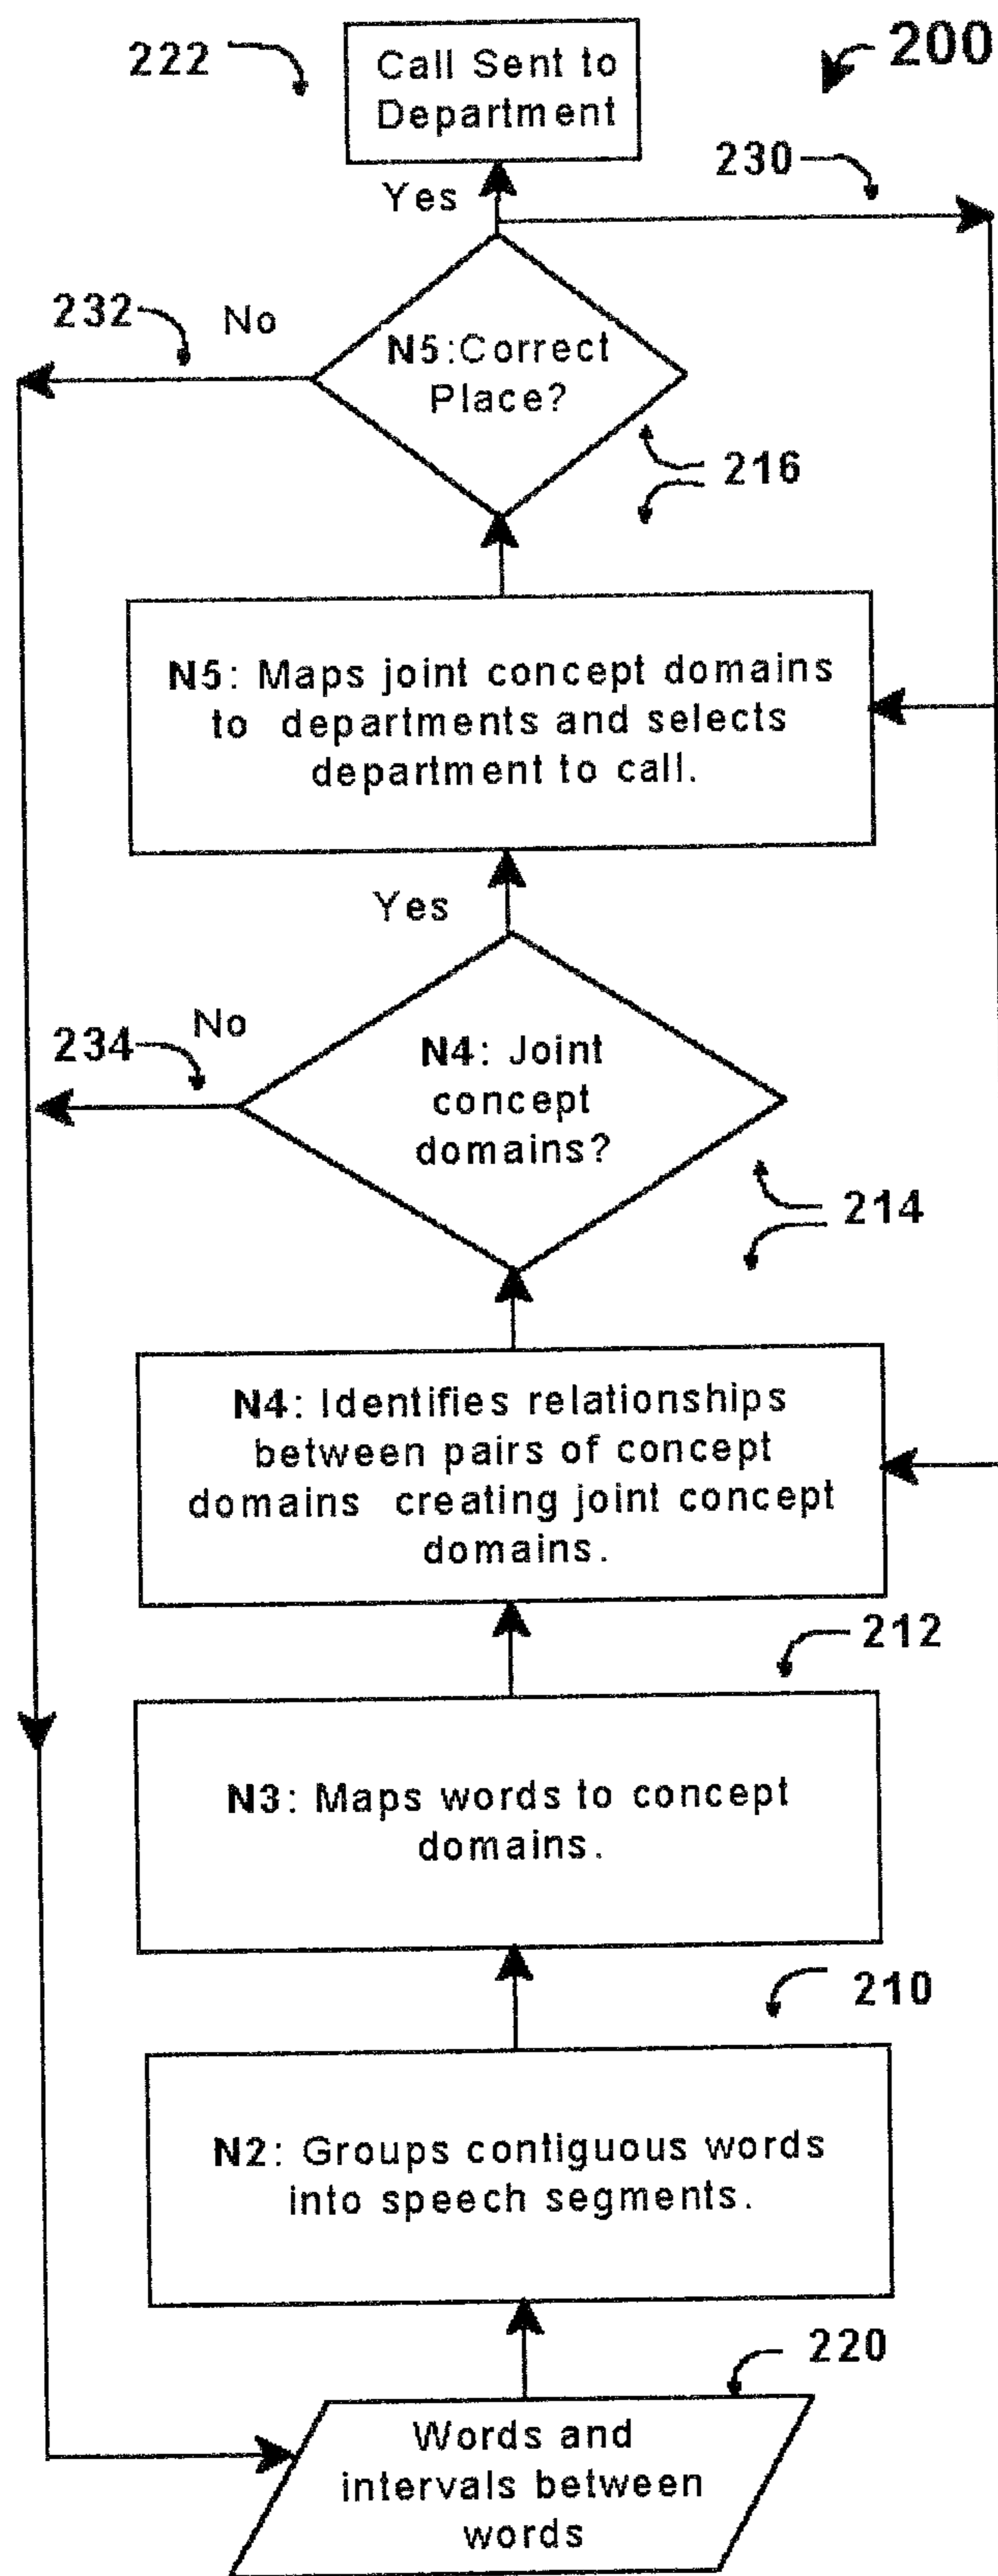 222
Call Sent to
Department
200
230
Yes
232
No
N5:Correct
Place?
216
N5: Maps joint concept domains
to departments and selects
department to call.
Yes
234
No
N4: Joint
concept
domains?
214
N4: Identifies relationships
between pairs of concept
domains creating joint concept
domains.
212
N3: Maps words to concept
domains.
210
N2: Groups contiguous words
into speech segments.
220
Words and
intervals between
words